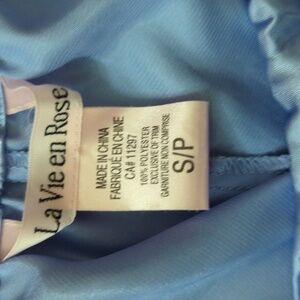 La Vie en Rose
MADE IN CHINA
FABRIQUÉ EN CHINE
CA# 11297
100% POLYESTER
EXCLUSIVE OF TRIM
GARNITURE NON COMPRISE
S/P